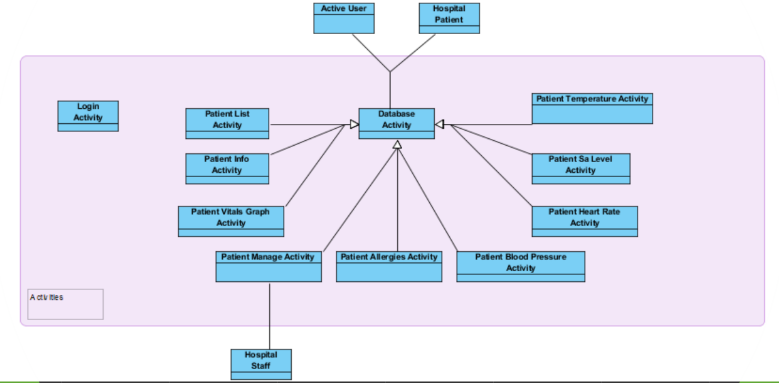 Active User
Hospital
Patient
Login
Activity
Patient List
Activity
Database
Activity
Patient Temperature Activity
Patient Info
Activity
Patient Sa Level
Activity
Patient Vitals Graph
Activity
Patient Heart Rate
Activity
Patient Manage Activity
Patient Allergies Activity
Patient Blood Pressure
Activity
Activities
Hospital
Staff